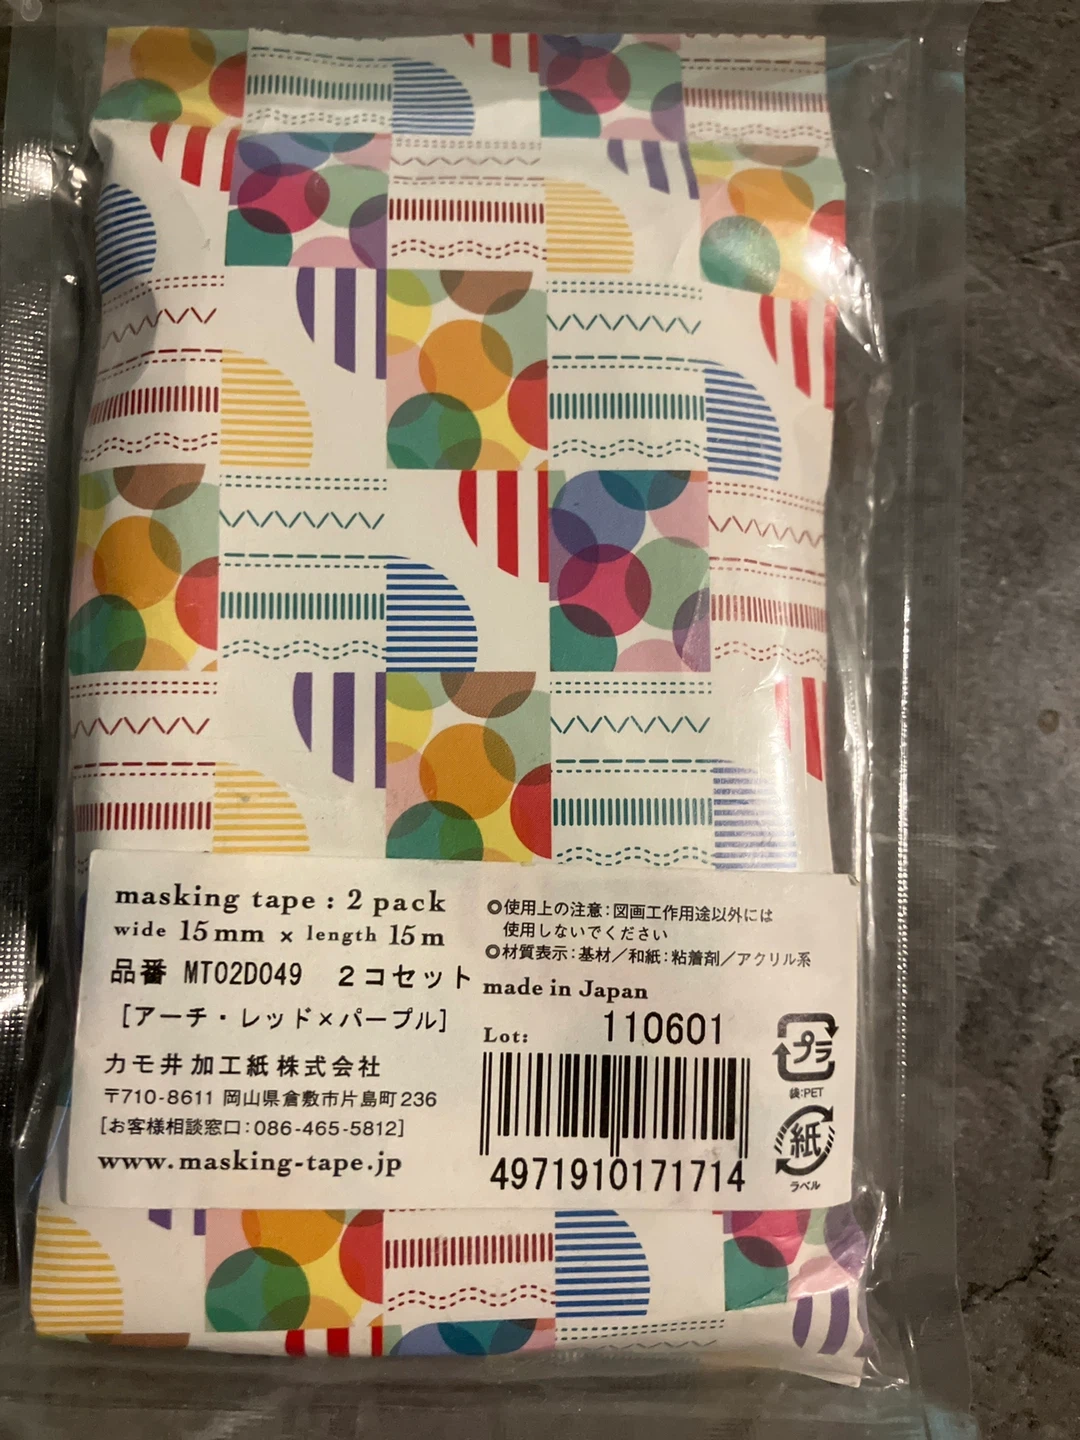 masking tape : 2 pack
wide 15mm × length 15m
品番 MT02D049 2コセット
[アーチ・レッド×パープル]
カモ井加工紙株式会社
〒710-8611 岡山県倉敷市片島町236
[お客様相談窓口:086-465-5812]
www.masking-tape.jp
◎使用上の注意:図画工作用途以外には
使用しないでください
◎材質表示:基材/和紙:粘着剤/アクリル系
made in Japan
Lot: 110601
4971910171714
プラ
袋:PET
紙
ラベル